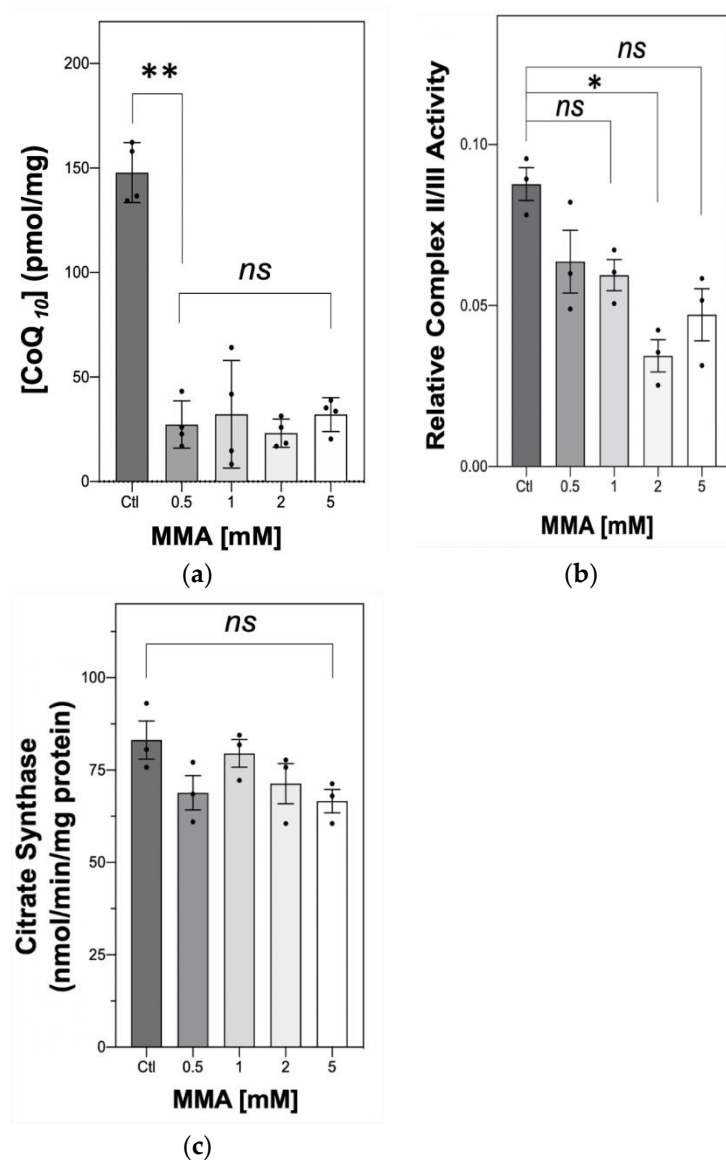 [CoQ 10] (pmol/mg)
200
150
100
50
0
**
ns
Ctl 0.5 1 2 5
MMA [mM]
(a)
Relative Complex II/III Activity
0.10
0.05
0.00
ns
*
ns
Ctl 0.5 1 2 5
MMA [mM]
(b)
Citrate Synthase
(nmol/min/mg protein)
100
75
50
25
0
ns
Ctl 0.5 1 2 5
MMA [mM]
(c)